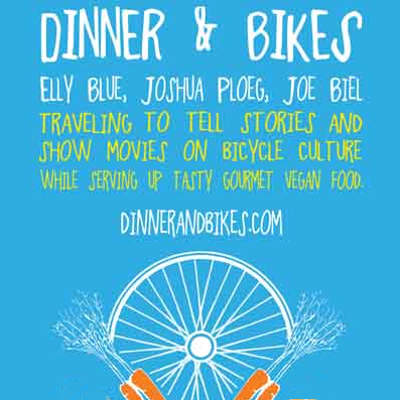 DINNER & BIKES
ELLY BLUE, JOSHUA PLOEG, JOE BIEL
TRAVELING TO TELL STORIES AND
SHOW MOVIES ON BICYCLE CULTURE
WHILE SERVING UP TASTY GOURMET VEGAN FOOD.
DINNERANDBIKES.COM